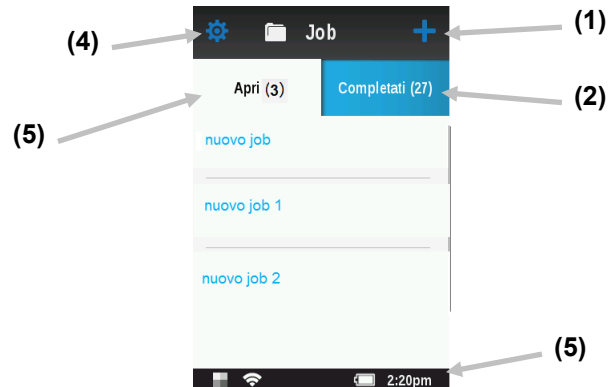 (4)
Job
(1)
Apri (3)
Completati (27)
(2)
(5)
nuovo job
nuovo job 1
nuovo job 2
(5)
2:20pm